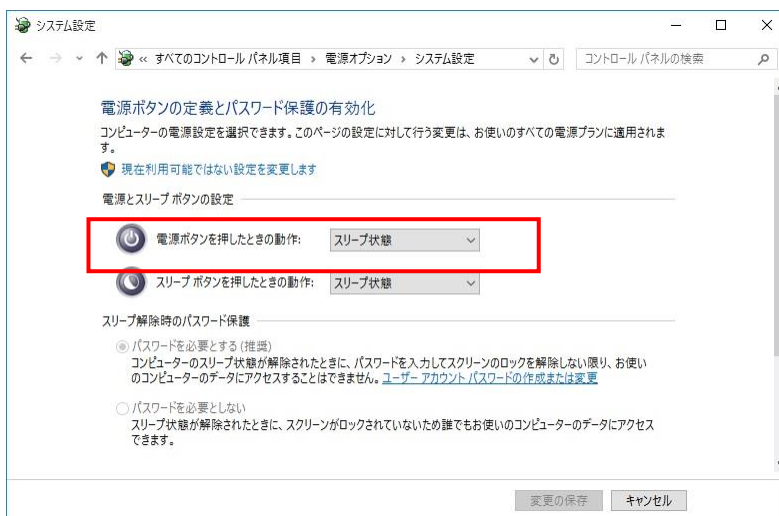 システム設定
« すべてのコントロール パネル項目 › 電源オプション › システム設定
コントロール パネルの検索
電源ボタンの定義とパスワード保護の有効化
コンピューターの電源設定を選択できます。このページの設定に対して行う変更は、お使いのすべての電源プランに適用されま
す。
現在利用可能ではない設定を変更します
電源とスリープ ボタンの設定
電源ボタンを押したときの動作: スリープ状態
スリープ ボタンを押したときの動作: スリープ状態
スリープ解除時のパスワード保護
パスワードを必要とする (推奨)
コンピューターのスリープ状態が解除されたときに、パスワードを入力してスクリーンのロックを解除しない限り、お使い
のコンピューターのデータにアクセスすることはできません。ユーザー アカウント パスワードの作成または変更
パスワードを必要としない
スリープ状態が解除されたときに、スクリーンがロックされていないため誰でもお使いのコンピューターのデータにアクセス
できます。
変更の保存 キャンセル